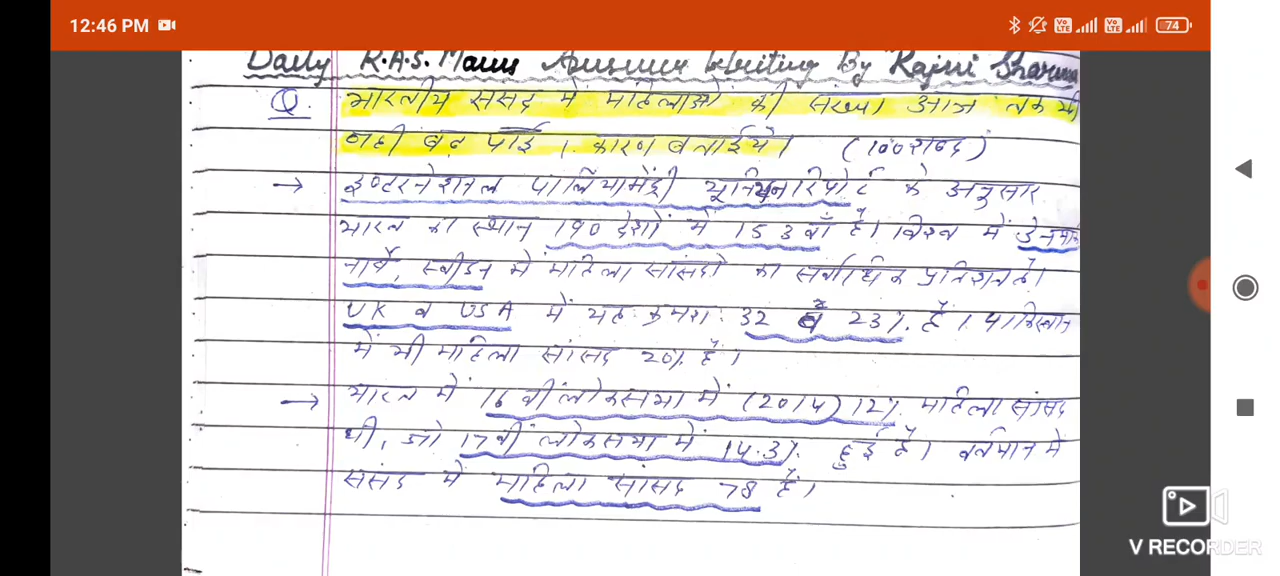 12:46 PM
74
Daily R.A.S. Mains Answer Writing By Rajni Sharma
Q. भारतीय संसद में महिलाओं की संख्या आज तक भी
नहीं बढ़ पाई । कारण बताईये । (100 शब्द)
→ इण्टरनेशनल पार्लियामेंट्री यूनियन रिपोर्ट के अनुसार
भारत का स्थान 190 देशों में 153वाँ है। विश्व में डेनमार्क
नार्वे, स्वीडन में महिला सांसदों का सर्वाधिक प्रतिशत है।
UK व USA में यह क्रमशः 32 व 23% है । पाकिस्तान
में भी महिला सांसद 20% है ।
→ भारत में 16 वीं लोकसभा में (2014) 12% महिला सांसद
थी, जो 17वीं लोकसभा में 14.3% हुई है। वर्तमान में
संसद में महिला सांसद 78 है।
V RECORDER